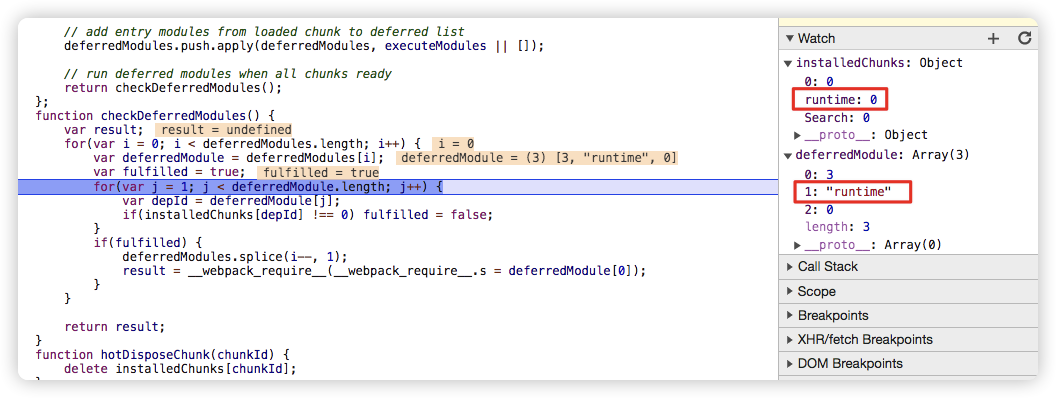 // add entry modules from loaded chunk to deferred list
deferredModules.push.apply(deferredModules, executeModules || []);
// run deferred modules when all chunks ready
return checkDeferredModules();
};
function checkDeferredModules() {
var result; result = undefined
for(var i = 0; i < deferredModules.length; i++) { i = 0
var deferredModule = deferredModules[i]; deferredModule = (3) [3, "runtime", 0]
var fulfilled = true; fulfilled = true
for(var j = 1; j < deferredModule.length; j++) {
var depId = deferredModule[j];
if(installedChunks[depId] !== 0) fulfilled = false;
}
if(fulfilled) {
deferredModules.splice(i--, 1);
result = __webpack_require__(__webpack_require__.s = deferredModule[0]);
}
}
return result;
}
function hotDisposeChunk(chunkId) {
delete installedChunks[chunkId];
Watch
installedChunks: Object
0: 0
runtime: 0
Search: 0
__proto__: Object
deferredModule: Array(3)
0: 3
1: "runtime"
2: 0
length: 3
__proto__: Array(0)
Call Stack
Scope
Breakpoints
XHR/fetch Breakpoints
DOM Breakpoints